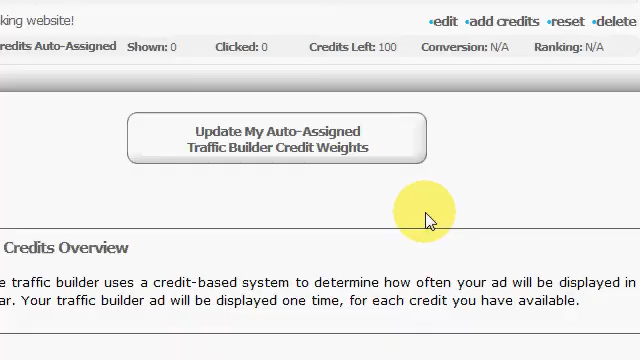 king website!
•edit •add credits •reset •delete
redits Auto-Assigned Shown: 0 Clicked: 0 Credits Left: 100 Conversion: N/A Ranking: N/A
Update My Auto-Assigned
Traffic Builder Credit Weights
Credits Overview
e traffic builder uses a credit-based system to determine how often your ad will be displayed in
ar. Your traffic builder ad will be displayed one time, for each credit you have available.